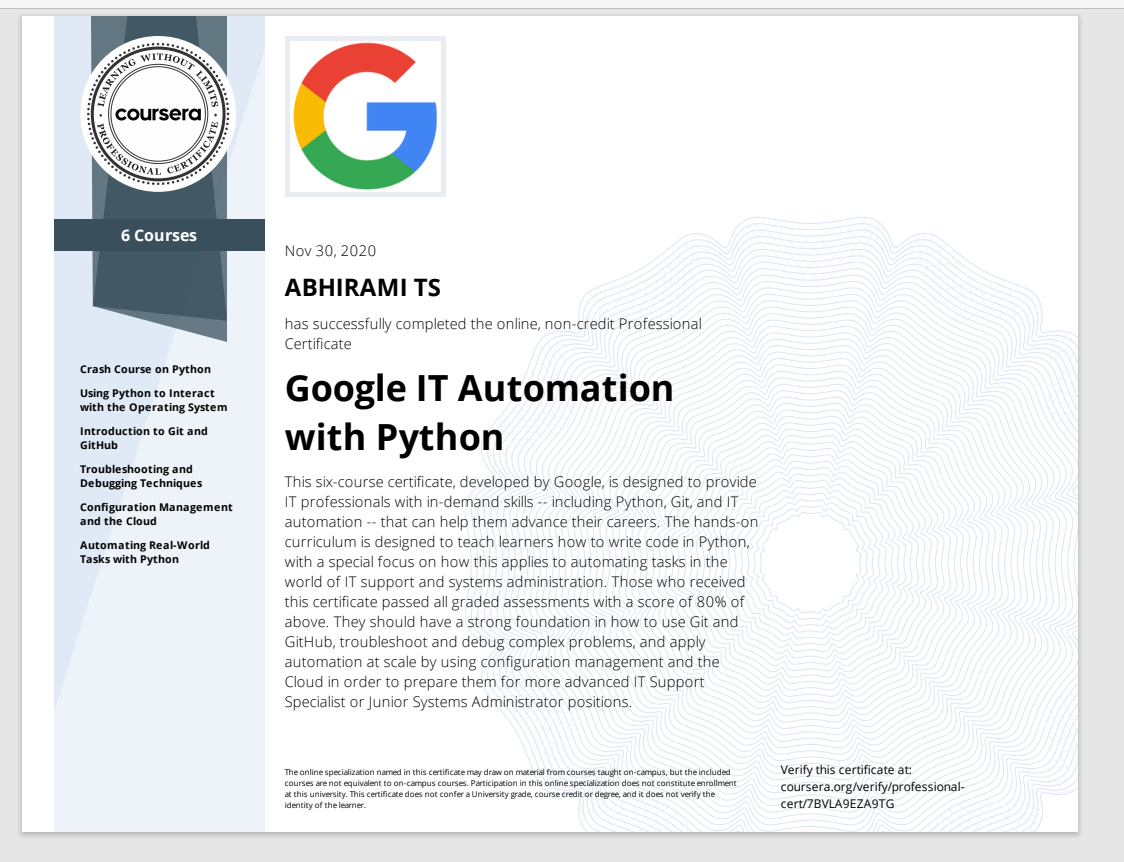 LEARNING WITHOUT LIMITS
coursera
PROFESSIONAL CERTIFICATE
6 Courses
Crash Course on Python
Using Python to Interact
with the Operating System
Introduction to Git and
GitHub
Troubleshooting and
Debugging Techniques
Configuration Management
and the Cloud
Automating Real-World
Tasks with Python
Nov 30, 2020
ABHIRAMI TS
has successfully completed the online, non-credit Professional
Certificate
Google IT Automation
with Python
This six-course certificate, developed by Google, is designed to provide
IT professionals with in-demand skills -- including Python, Git, and IT
automation -- that can help them advance their careers. The hands-on
curriculum is designed to teach learners how to write code in Python,
with a special focus on how this applies to automating tasks in the
world of IT support and systems administration. Those who received
this certificate passed all graded assessments with a score of 80% of
above. They should have a strong foundation in how to use Git and
GitHub, troubleshoot and debug complex problems, and apply
automation at scale by using configuration management and the
Cloud in order to prepare them for more advanced IT Support
Specialist or Junior Systems Administrator positions.
The online specialization named in this certificate may draw on material from courses taught on-campus, but the included
courses are not equivalent to on-campus courses. Participation in this online specialization does not constitute enrollment
at this university. This certificate does not confer a University grade, course credit or degree, and it does not verify the
identity of the learner.
Verify this certificate at:
coursera.org/verify/professional-
cert/7BVLA9EZA9TG